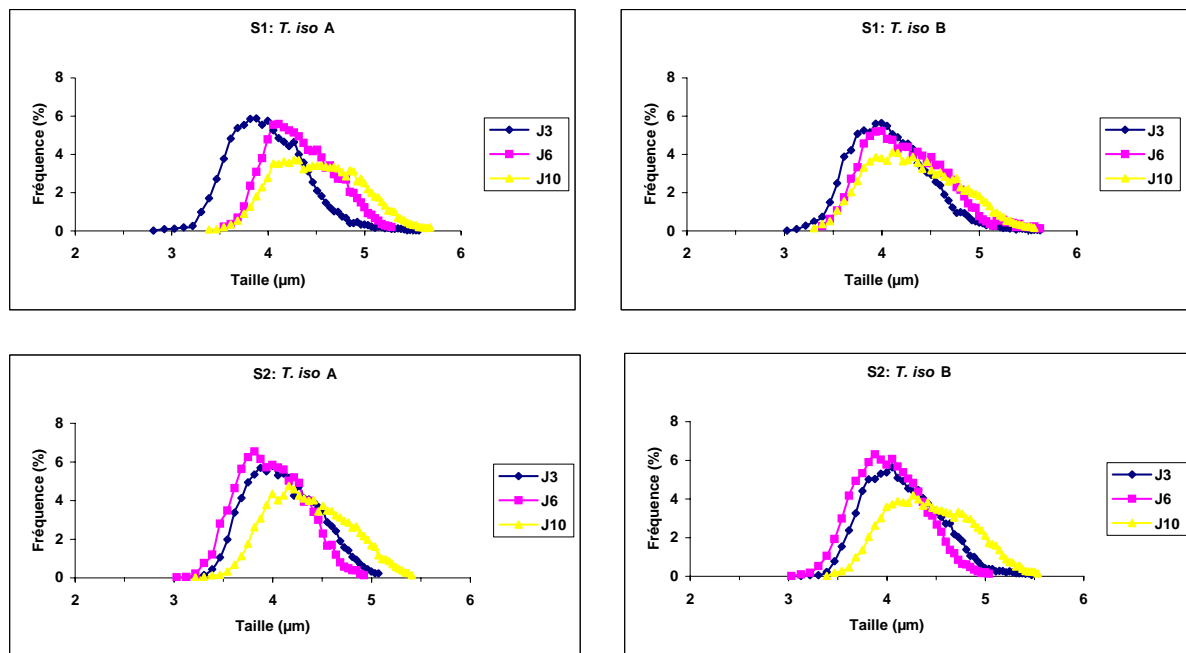 S1: T. iso A
Fréquence (%)
8
6
4
2
0
2 3 4 5 6
Taille (µm)
J3
J6
J10
S1: T. iso B
Fréquence (%)
8
6
4
2
0
2 3 4 5 6
Taille (µm)
J3
J6
J10
S2: T. iso A
Fréquence (%)
8
6
4
2
0
2 3 4 5 6
Taille (µm)
J3
J6
J10
S2: T. iso B
Fréquence (%)
8
6
4
2
0
2 3 4 5 6
Taille (µm)
J3
J6
J10